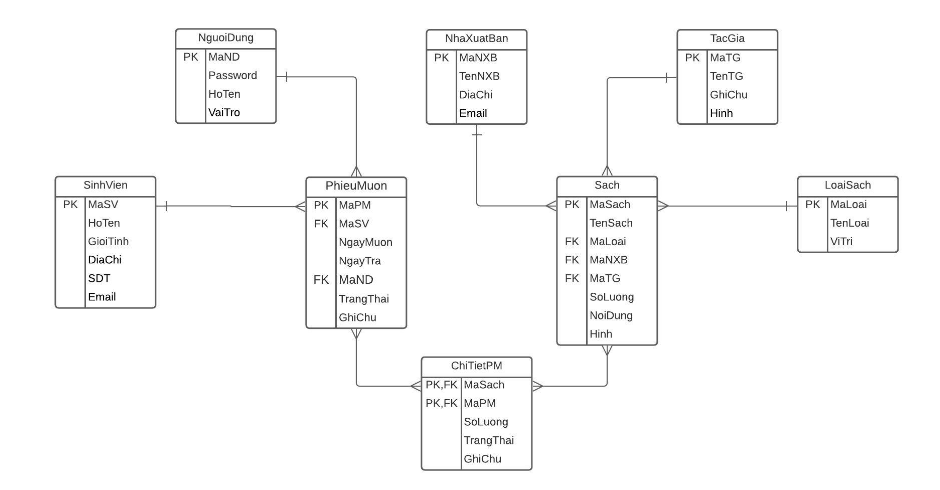 NguoiDung
PK MaND
Password
HoTen
VaiTro
NhaXuatBan
PK MaNXB
TenNXB
DiaChi
Email
TacGia
PK MaTG
TenTG
GhiChu
Hinh
SinhVien
PK MaSV
HoTen
GioiTinh
DiaChi
SDT
Email
PhieuMuon
PK MaPM
FK MaSV
NgayMuon
NgayTra
FK MaND
TrangThai
GhiChu
Sach
PK MaSach
TenSach
FK MaLoai
FK MaNXB
FK MaTG
SoLuong
NoiDung
Hinh
LoaiSach
PK MaLoai
TenLoai
ViTri
ChiTietPM
PK,FK MaSach
PK,FK MaPM
SoLuong
TrangThai
GhiChu